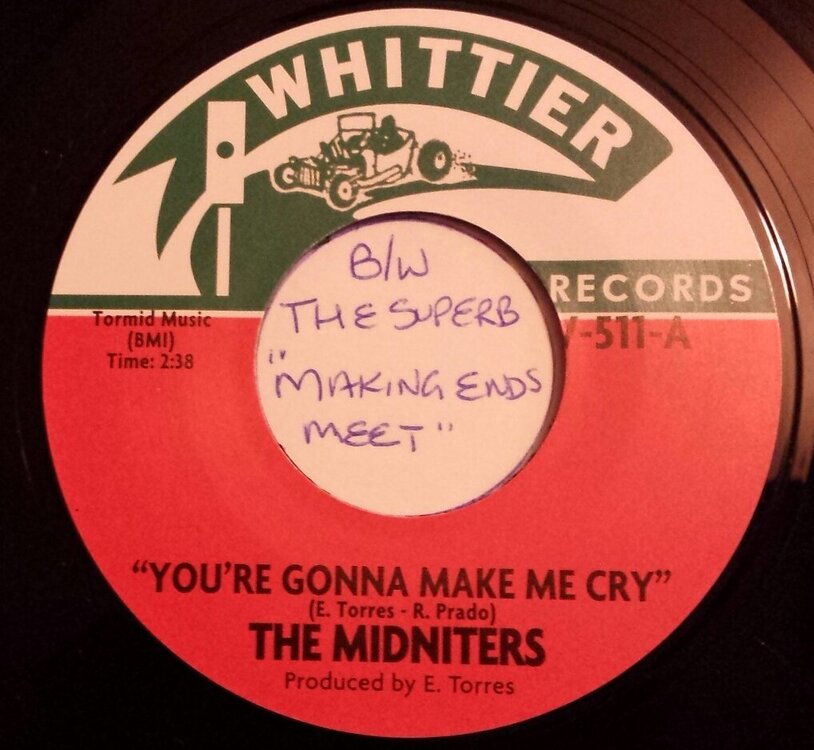 WHITTIER
RECORDS
Tormid Music
(BMI)
Time: 2:38
-511-A
B/W
THE SUPERB
"MAKING ENDS
MEET"
"YOU'RE GONNA MAKE ME CRY"
(E. Torres - R. Prado)
THE MIDNITERS
Produced by E. Torres